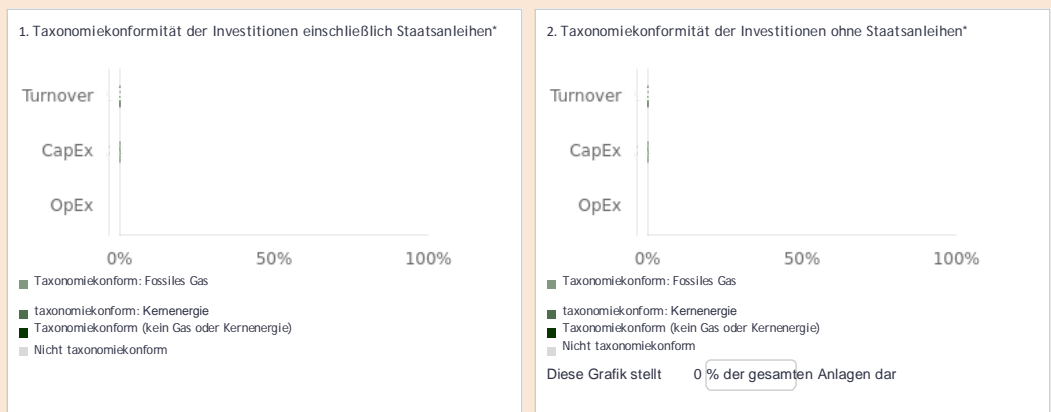 1. Taxonomiekonformität der Investitionen einschließlich Staatsanleihen*
Turnover
CapEx
OpEx
0% 50% 100%
Taxonomiekonform: Fossiles Gas
taxonomiekonform: Kernenergie
Taxonomiekonform (kein Gas oder Kernenergie)
Nicht taxonomiekonform
2. Taxonomiekonformität der Investitionen ohne Staatsanleihen*
Turnover
CapEx
OpEx
0% 50% 100%
Taxonomiekonform: Fossiles Gas
taxonomiekonform: Kernenergie
Taxonomiekonform (kein Gas oder Kernenergie)
Nicht taxonomiekonform
Diese Grafik stellt 0 % der gesamten Anlagen dar